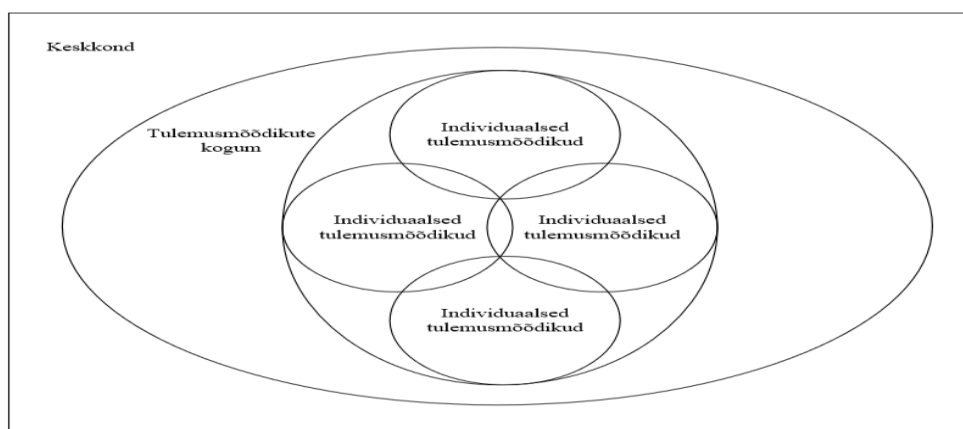 Keskkond
Tulemusmõõdikute
kogum
Individuaalsed
tulemusmõõdikud
Individuaalsed
tulemusmõõdikud
Individuaalsed
tulemusmõõdikud
Individuaalsed
tulemusmõõdikud